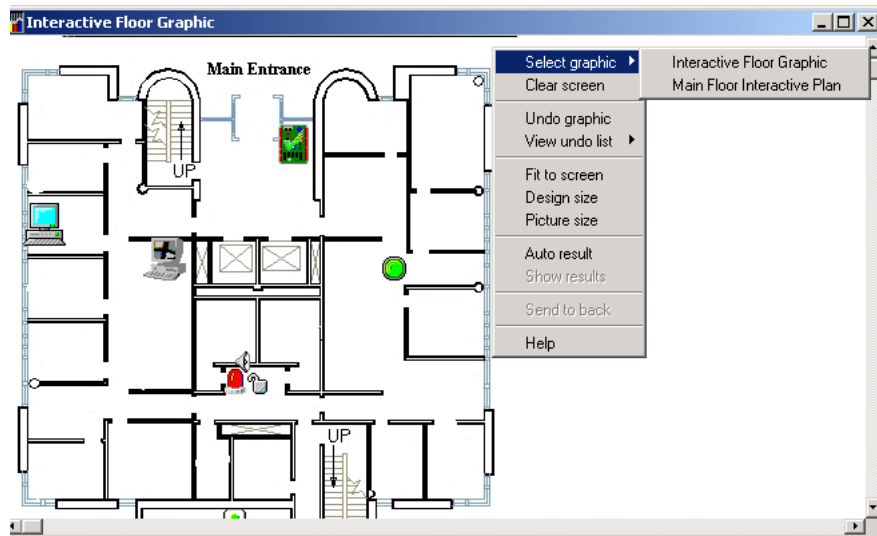 Interactive Floor Graphic
Main Entrance
UP
UP
Select graphic
Clear screen
Undo graphic
View undo list
Fit to screen
Design size
Picture size
Auto result
Show results
Send to back
Help
Interactive Floor Graphic
Main Floor Interactive Plan